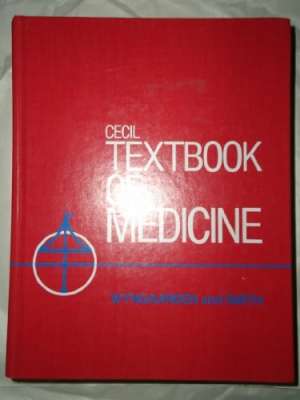 CECIL
TEXTBOOK
OF
MEDICINE
WYNGAARDEN and SMITH